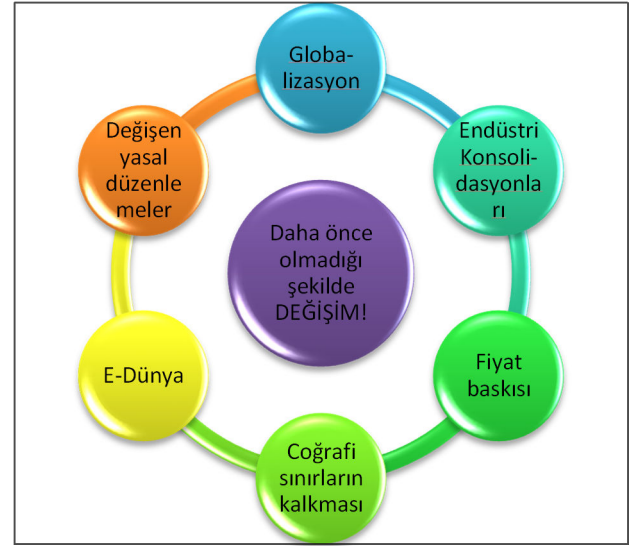 Globa-
lizasyon
Endüstri
Konsoli-
dasyonla
rı
Fiyat
baskısı
Coğrafi
sınırların
kalkması
E-Dünya
Değişen
yasal
düzenle
meler
Daha önce
olmadığı
şekilde
DEĞİŞİM!